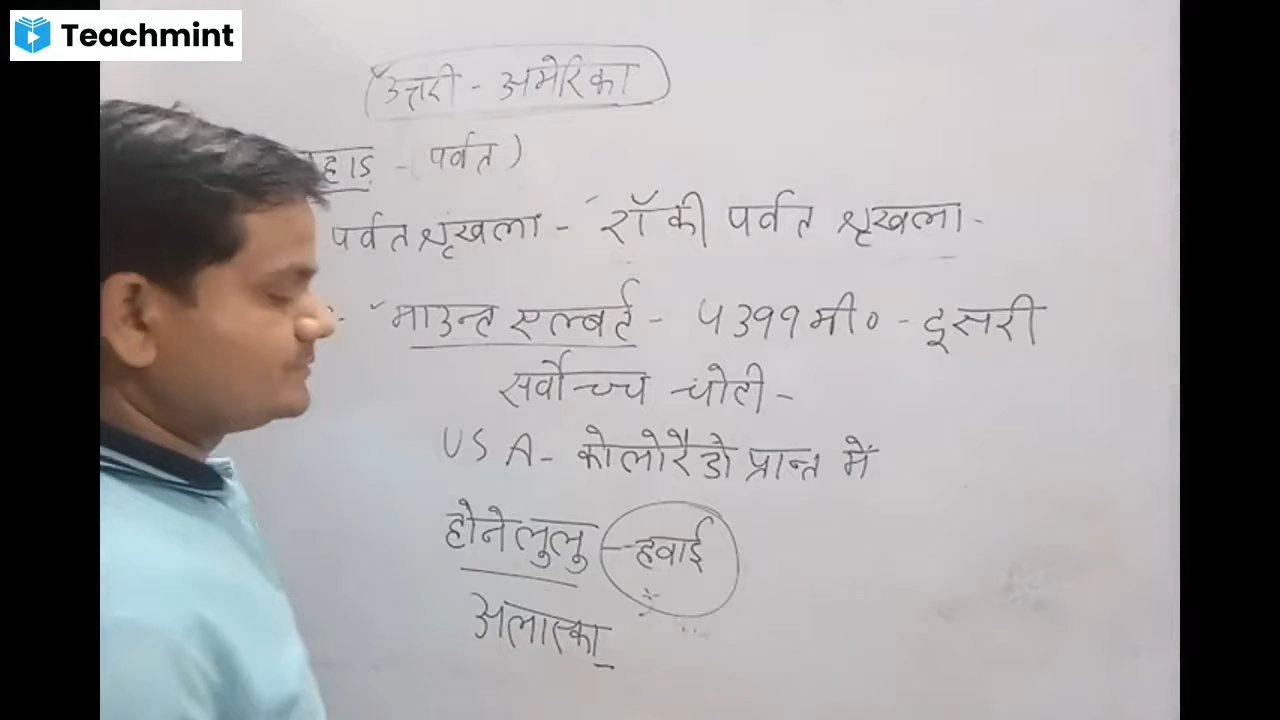 Teachmint
उत्तरी - अमेरिका
हाड़ - पर्वत )
पर्वत श्रृंखला - रॉकी पर्वत श्रृखला -
माउन्ट एल्बर्ट - ५३११ मी० - दूसरी
सर्वोच्च चोटी -
USA - कोलोरैडो प्रान्त में
होनेलुलु - हवाई
अलास्का